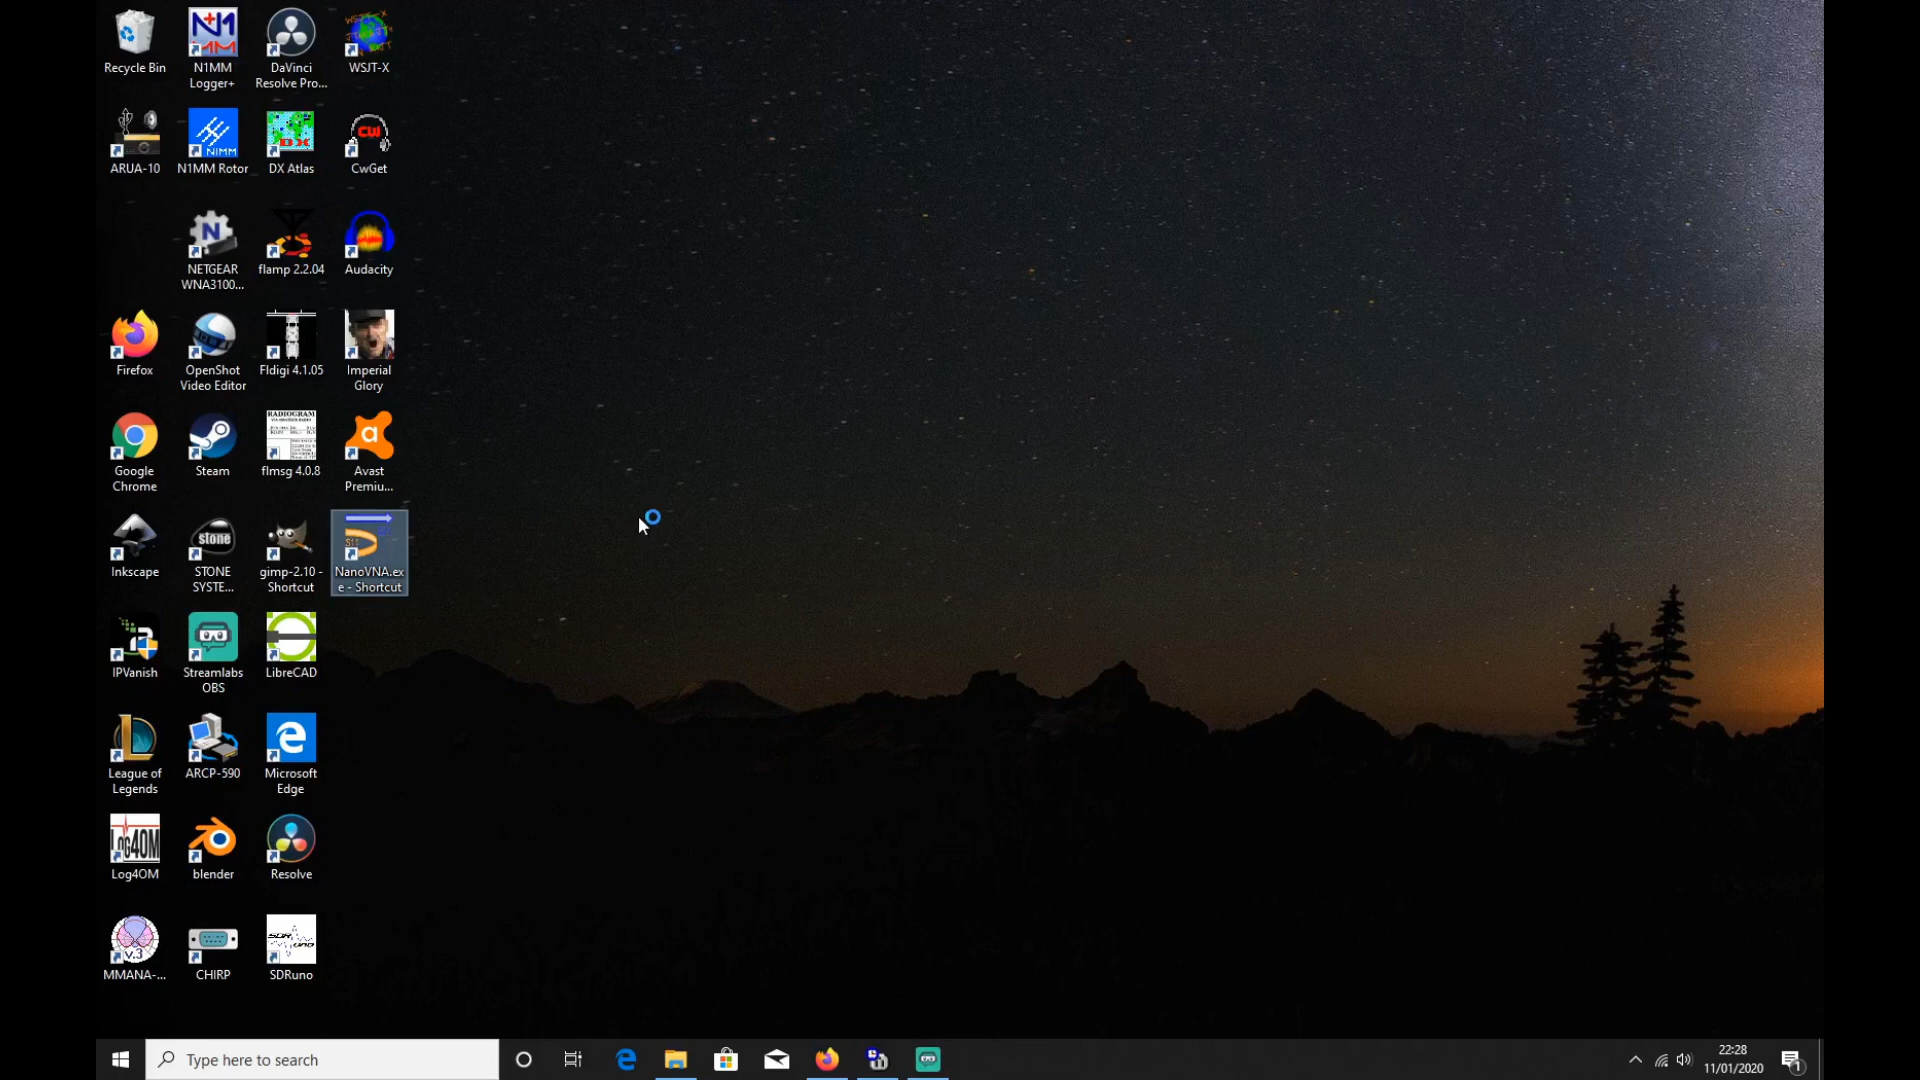 Recycle Bin
N1MM
Logger+
DaVinci
Resolve Pro...
WSJT-X
ARUA-10
N1MM Rotor
DX Atlas
CwGet
NETGEAR
WNA3100...
flamp 2.2.04
Audacity
Firefox
OpenShot
Video Editor
Fldigi 4.1.05
Imperial
Glory
Google
Chrome
Steam
flmsg 4.0.8
Avast
Premiu...
Inkscape
STONE
SYSTE...
gimp-2.10 -
Shortcut
NanoVNA.ex
e - Shortcut
IPVanish
Streamlabs
OBS
LibreCAD
League of
Legends
ARCP-590
Microsoft
Edge
Log4OM
blender
Resolve
MMANA-...
CHIRP
SDRuno
Type here to search
22:28
11/01/2020
1